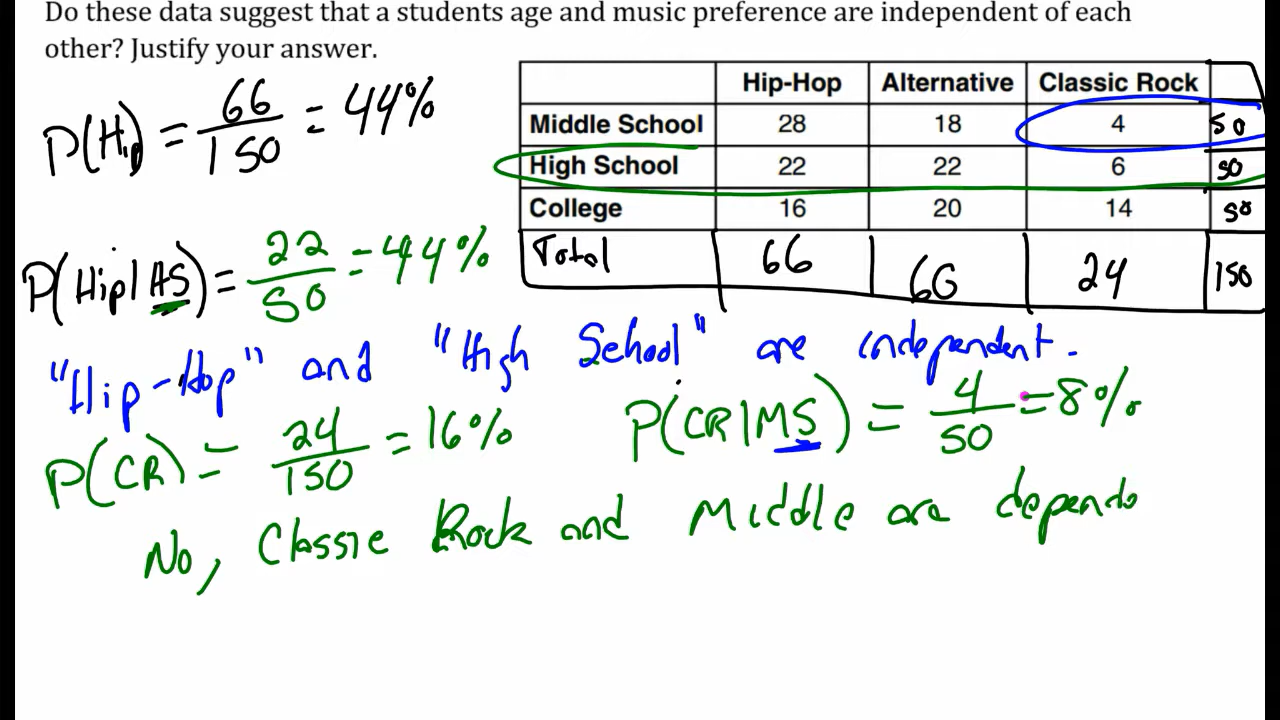 Do these data suggest that a students age and music preference are independent of each
other? Justify your answer.
Hip-Hop Alternative Classic Rock
Middle School 28 18 4 50
High School 22 22 6 50
College 16 20 14 50
Total 66 60 24 150
P(Hip) = 66/150 = 44%
P(Hip|HS) = 22/50 = 44%
"Hip-Hop" and "High School" are independent.
P(CR) = 24/150 = 16% P(CR|MS) = 4/50 = 8%
No, Classic Rock and Middle are depende